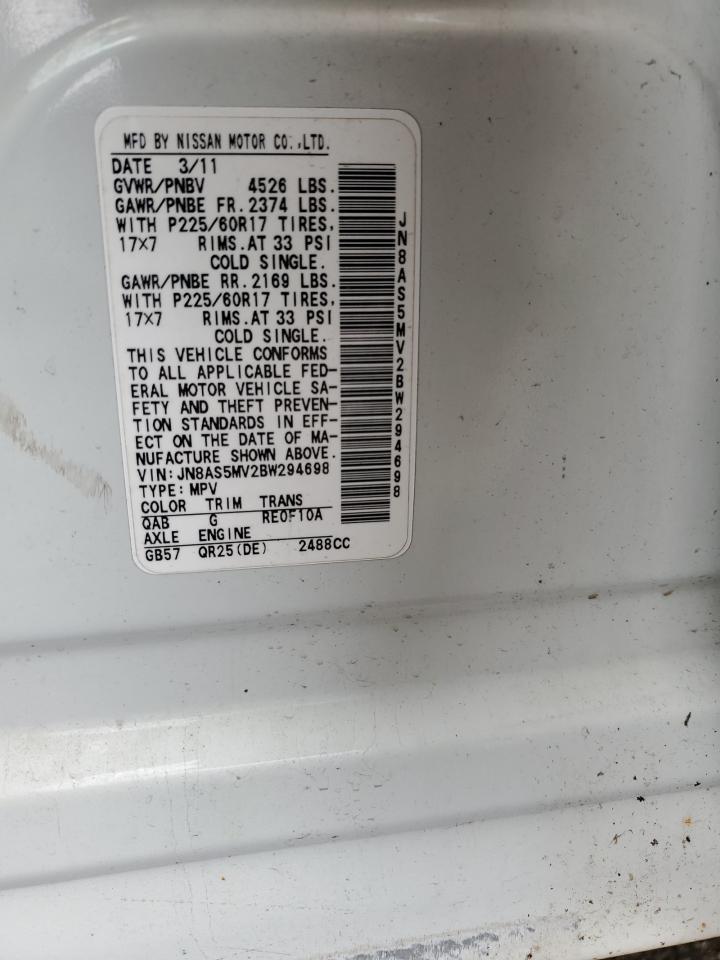 MFD BY NISSAN MOTOR CO.,LTD.
DATE 3/11
GVWR/PNBV 4526 LBS.
GAWR/PNBE FR.2374 LBS.
WITH P225/60R17 TIRES,
17×7 RIMS.AT 33 PSI
COLD SINGLE.
GAWR/PNBE RR.2169 LBS.
WITH P225/60R17 TIRES,
17×7 RIMS.AT 33 PSI
COLD SINGLE.
THIS VEHICLE CONFORMS
TO ALL APPLICABLE FED-
ERAL MOTOR VEHICLE SA-
FETY AND THEFT PREVEN-
TION STANDARDS IN EFF-
ECT ON THE DATE OF MA-
NUFACTURE SHOWN ABOVE.
VIN:JN8AS5MV2BW294698
TYPE:MPV
COLOR TRIM TRANS
QAB G RE0F10A
AXLE ENGINE
GB57 QR25(DE) 2488CC
JN8AS5MV2BW294698